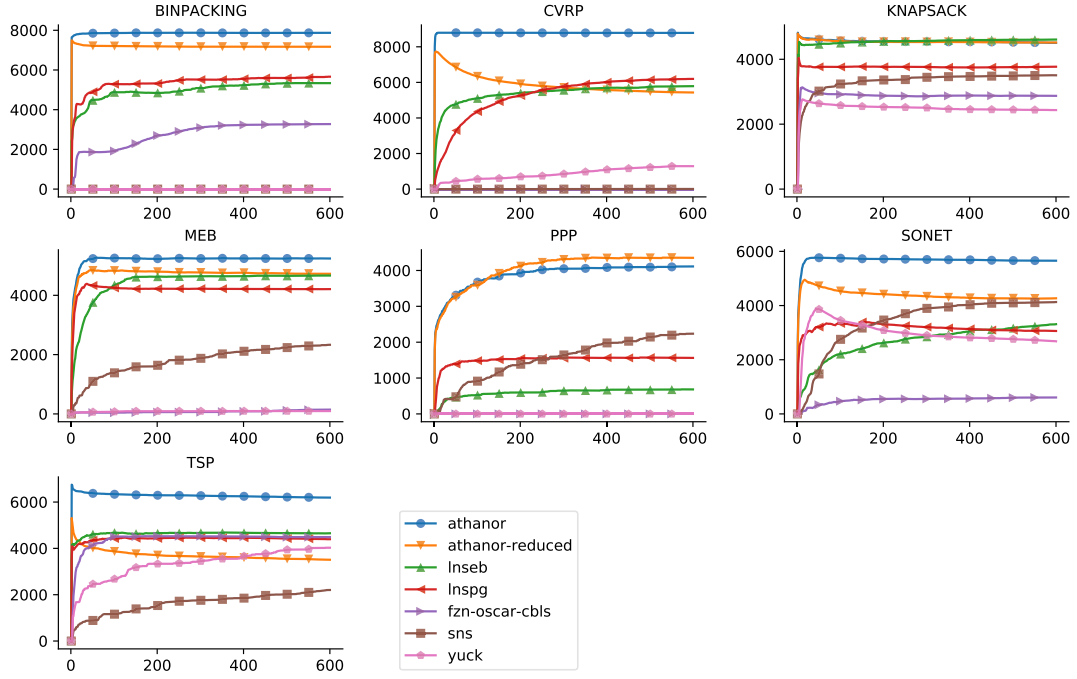 BINPACKING
8000
6000
4000
2000
0
0 200 400 600
CVRP
8000
6000
4000
2000
0
0 200 400 600
KNAPSACK
4000
2000
0
0 200 400 600
MEB
4000
2000
0
0 200 400 600
PPP
4000
3000
2000
1000
0
0 200 400 600
SONET
6000
4000
2000
0
0 200 400 600
TSP
6000
4000
2000
0
0 200 400 600
athanor
athanor-reduced
lnseb
lnspg
fzn-oscar-cbls
sns
yuck